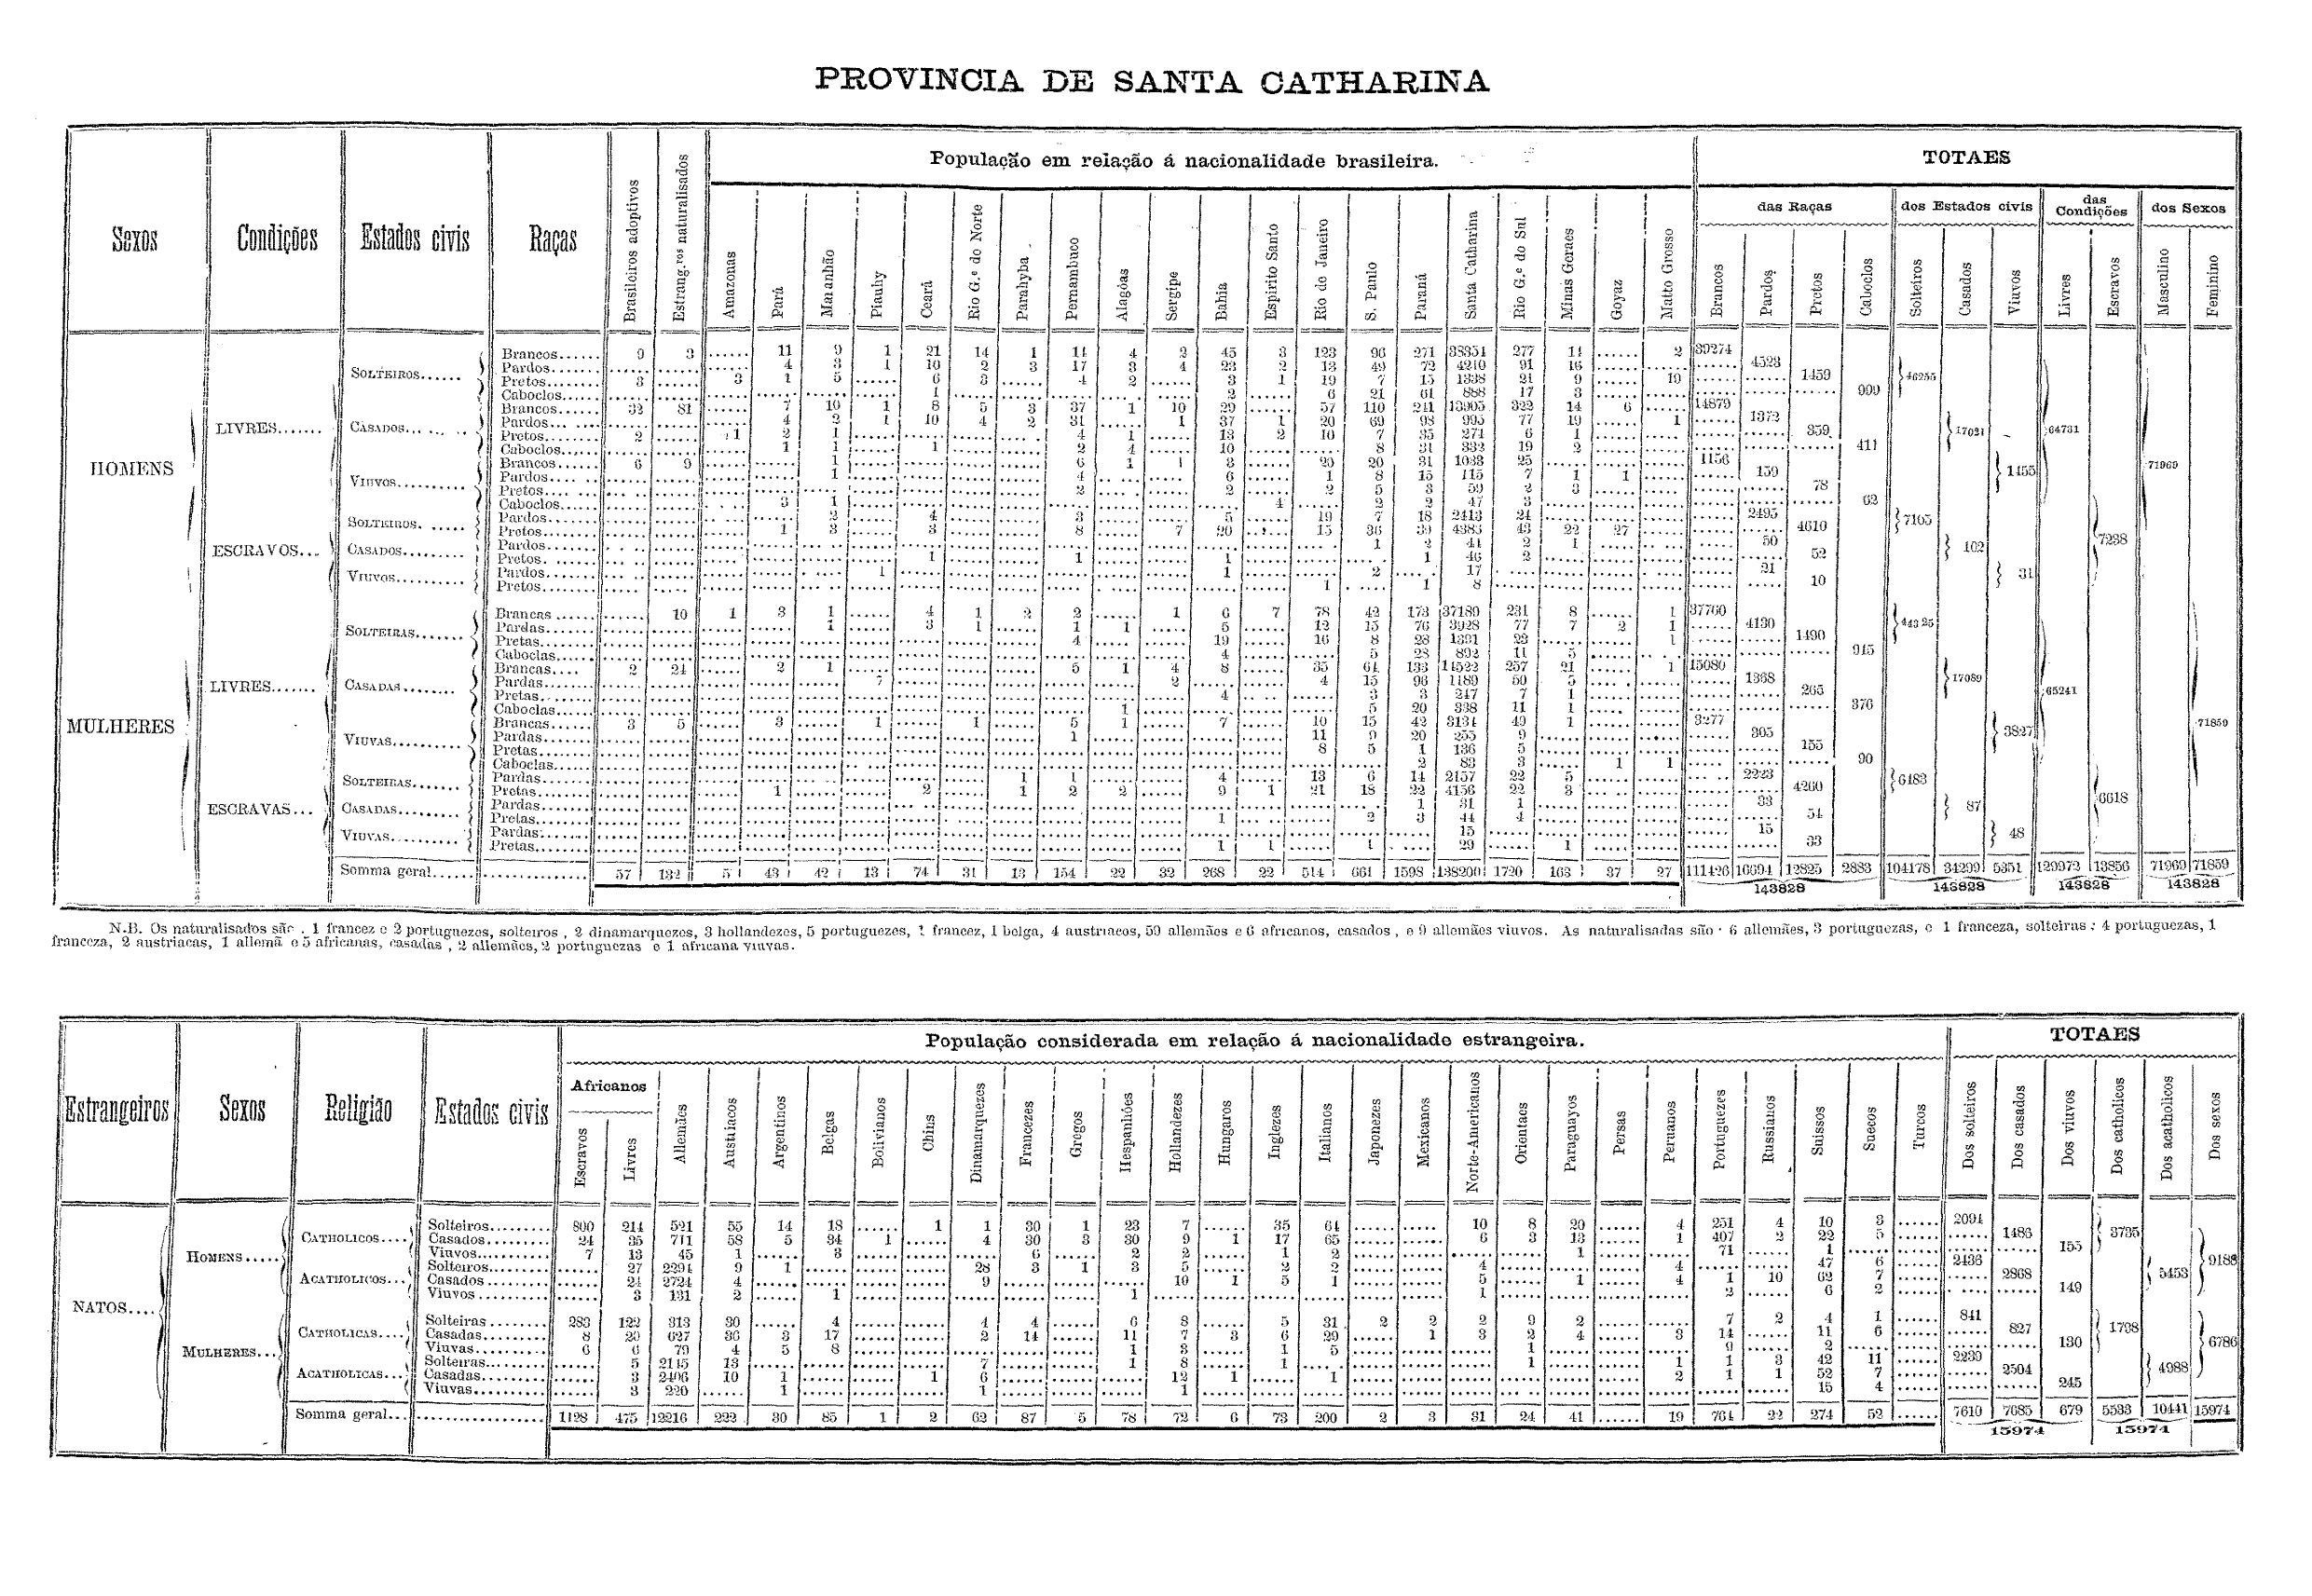 PROVINCIA DE SANTA CATHARINA
Sexos Condições Estados civis Raças Brasileiros adoptivos Estrang.ros naturalisados População em relação á nacionalidade brasileira. TOTAES
Amazonas Pará Maranhão Piauhy Ceará Rio G.e do Norte Parahyba Pernambuco Alagôas Sergipe Bahia Espirito Santo Rio de Janeiro S. Paulo Paraná Santa Catharina Rio G.e do Sul Minas Geraes Goyaz Matto Grosso
das Raças dos Estados civis das Condições dos Sexos
Brancos Pardos Pretos Caboclos Solteiros Casados Viuvos Livres Escravos Masculino Feminino
HOMENS
LIVRES.......
SOLTEIROS......
Brancos...... 9 3 ...... 11 9 1 21 14 1 14 4 2 45 3 123 96 271 38351 277 11 ...... 2 39274
Pardos...... 4 3 1 10 2 3 17 3 4 23 2 13 49 72 4210 91 16 4523
Pretos...... 3 3 1 5 6 3 4 2 3 1 19 7 15 1338 21 9 19 1459
Caboclos...... 1 2 6 21 61 888 17 3 999
46255
CASADOS
Brancos...... 32 81 7 10 1 8 5 3 37 1 10 29 57 110 241 13905 322 14 6 14879
Pardos 4 2 1 10 4 2 31 1 37 1 20 69 98 995 77 19 1 1372
Pretos 2 1 2 1 4 1 13 2 10 7 35 274 6 1 359
Caboclos 1 1 1 2 4 10 8 31 332 19 2 411
17021 64731
VIUVOS
Brancos 6 9 1 6 1 1 3 20 20 31 1033 25 1156
Pardos 1 4 6 1 8 15 115 7 1 1 159
Pretos 2 2 2 5 3 59 2 3 78
Caboclos 3 1 4 2 2 47 3 62
1455 71969
ESCRAVOS...
SOLTEIROS
Pardos 2 4 3 5 19 7 18 2413 24 2495
Pretos 1 3 3 8 7 20 15 36 39 4385 43 22 27 4610
7105
CASADOS
Pardos 1 2 44 2 1 50
Pretos 1 1 1 1 46 2 52
102 7238
VIUVOS
Pardos 1 1 2 17 21
Pretos 1 1 8 10
31
MULHERES
LIVRES.......
SOLTEIRAS
Brancas 10 1 3 1 4 1 2 2 1 6 7 78 42 173 37189 231 8 1 37760
Pardas 1 3 1 1 1 5 12 15 76 3928 77 7 2 1 4130
Pretas 4 19 16 8 28 1391 23 1 1490
Caboclas 4 5 23 892 11 5 945
44325
CASADAS
Brancas 2 24 2 1 5 1 4 8 35 61 133 14522 257 21 1 15080
Pardas 7 2 4 15 96 1189 50 5 1368
Pretas 4 3 3 247 7 1 265
Caboclas 1 5 20 338 11 1 376
17089 65241
VIUVAS
Brancas 3 5 3 1 1 5 1 7 10 15 42 3134 49 1 3277
Pardas 1 11 9 20 255 9 305
Pretas 8 5 1 136 5 155
Caboclas 2 83 3 1 1 90
3827 71859
ESCRAVAS...
SOLTEIRAS
Pardas 1 1 4 13 6 14 2157 22 5 2223
Pretas 1 2 1 2 2 9 1 21 18 22 4156 22 3 4260
6483
CASADAS
Pardas 1 31 1 33
Pretas 1 2 3 44 4 54
87 6618
VIUVAS
Pardas 15 15
Pretas 1 1 1 29 1 33
48
Somma geral 57 132 5 43 42 13 74 31 13 154 22 32 268 22 514 661 1598 138200 1720 163 37 27 111426 16694 12825 2883 104178 34299 5351 129972 13856 71969 71859
143828 143828 143828 143828
N.B. Os naturalisados são . 1 francez e 2 portuguezes, solteiros , 2 dinamarquezes, 3 hollandezes, 5 portuguezes, 1 francez, 1 belga, 4 austriacos, 59 allemães e 6 africanos, casados , e 9 allemães viuvos. As naturalisadas são · 6 allemães, 3 portuguezas, e 1 franceza, solteiras : 4 portuguezas, 1
franceza, 2 austriacas, 1 allemã e 5 africanas, casadas , 2 allemães, 2 portuguezas e 1 africana viuvas.
Estrangeiros Sexos Religião Estados civis População considerada em relação á nacionalidade estrangeira. TOTAES
Africanos
Escravos Livres Allemães Austriacos Argentinos Belgas Bolivianos Chins Dinamarquezes Francezes Gregos Hespanhóes Hollandezes Hungaros Inglezes Italianos Japonezes Mexicanos Norte-Americanos Orientaes Paraguayos Persas Peruanos Portuguezes Russianos Suissos Suecos Turcos Dos solteiros Dos casados Dos viuvos Dos catholicos Dos acatholicos Dos sexos
NATOS....
HOMENS.....
CATHOLICOS....
Solteiros 800 214 521 55 14 18 1 1 30 1 23 7 35 64 10 8 20 4 251 4 10 3 2094
Casados 24 35 711 58 5 34 1 4 30 3 30 9 1 17 65 6 3 13 1 407 2 22 5 1486
Viuvos 7 13 45 1 3 6 2 2 1 2 1 71 1 155
3735
ACATHOLICOS...
Solteiros 27 2294 9 1 28 3 1 3 5 2 2 4 4 47 6 2436
Casados 24 2724 4 9 10 1 5 1 5 1 4 1 10 62 7 2868
Viuvos 3 131 2 1 1 1 2 6 2 149
5453 9188
MULHERES...
CATHOLICAS....
Solteiras 283 122 313 30 4 4 4 6 8 5 31 2 2 2 9 2 7 2 4 1 841
Casadas 8 20 627 36 3 17 2 14 11 7 3 6 29 1 3 2 4 3 14 11 6 827
Viuvas 6 6 79 4 5 8 1 3 1 5 1 9 2 130
1798
ACATHOLICAS...
Solteiras 5 2145 13 7 1 8 1 1 1 1 3 42 11 2239
Casadas 3 2406 10 1 1 6 12 1 1 2 1 1 52 7 2504
Viuvas 3 220 1 1 1 15 4 245
4988 6786
Somma geral... 1128 475 12216 222 30 85 1 2 62 87 5 78 72 6 73 200 2 3 31 24 41 ...... 19 764 22 274 52 ...... 7610 7685 679 5533 10441 15974
15974 15974